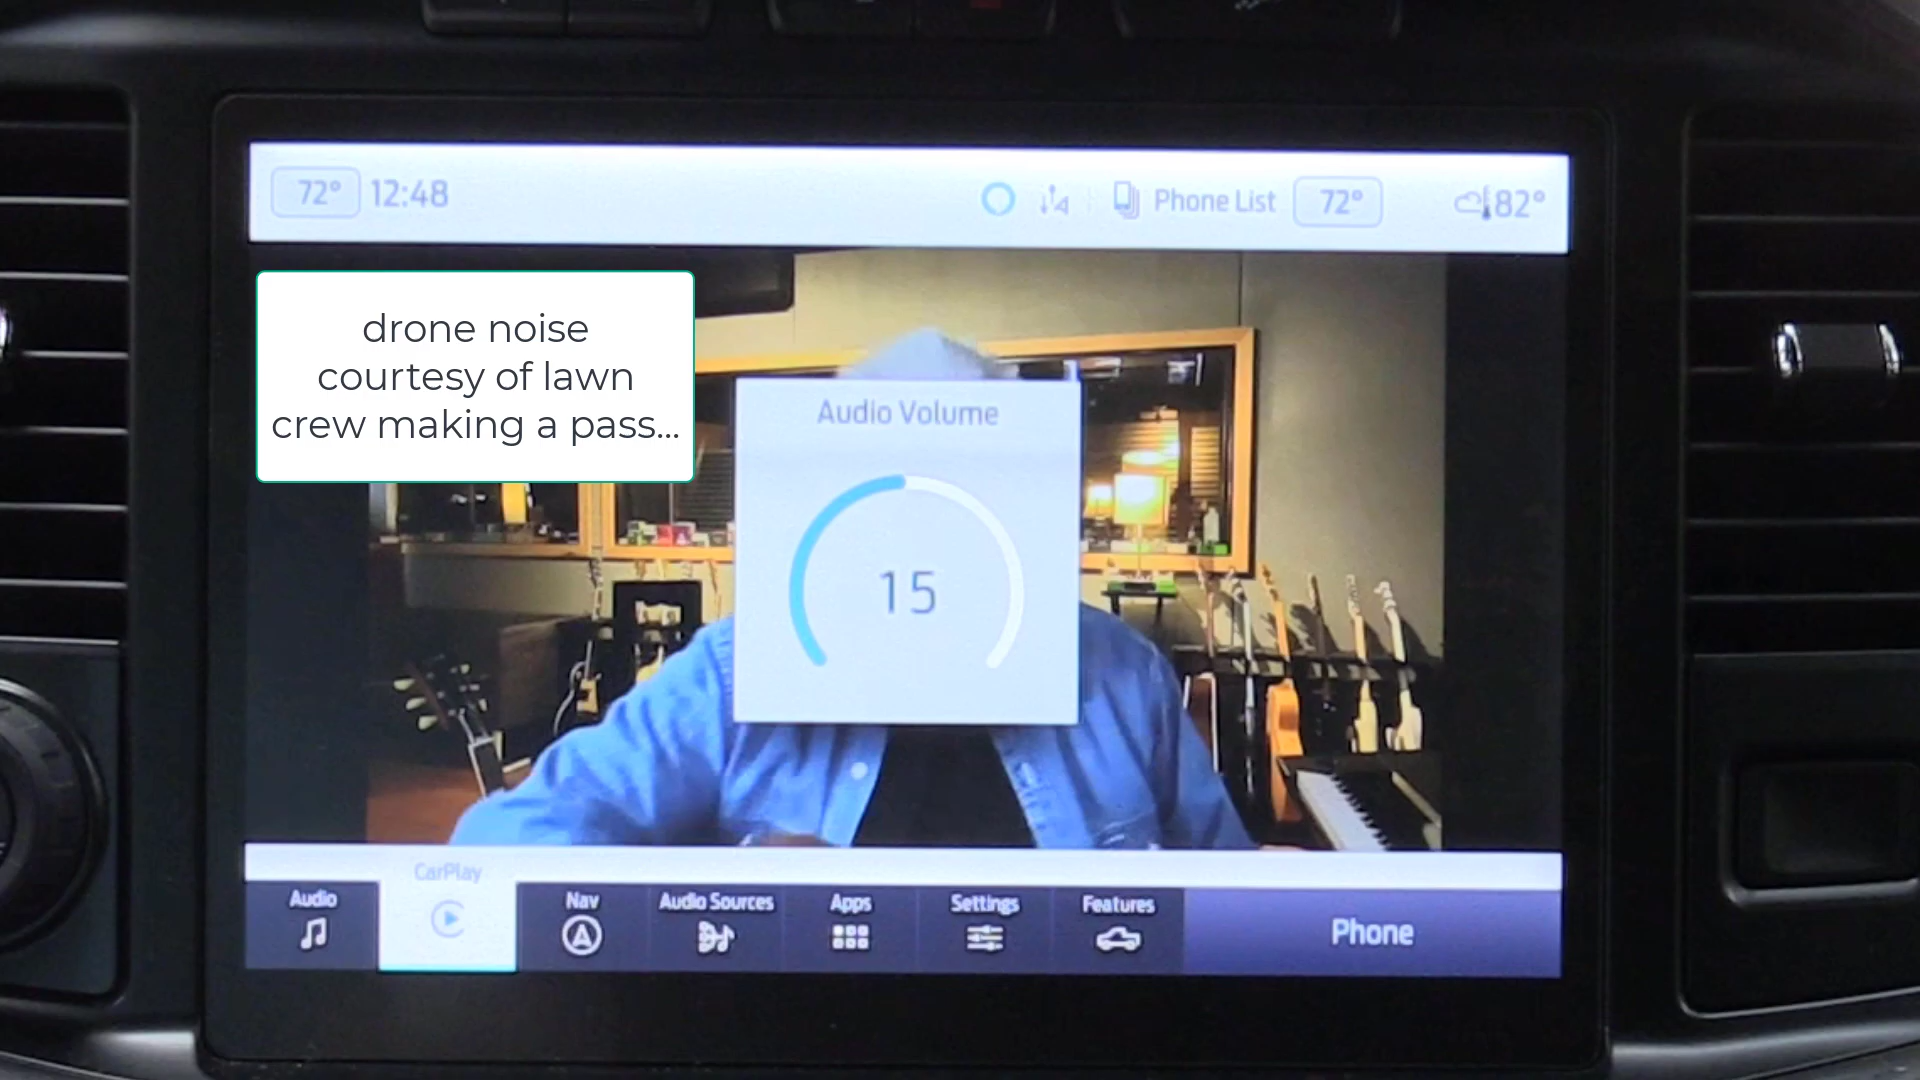 72° 12:48
Phone List 72° 82°
drone noise
courtesy of lawn
crew making a pass...
Audio Volume
15
Audio
CarPlay
Nav
Audio Sources
Apps
Settings
Features
Phone